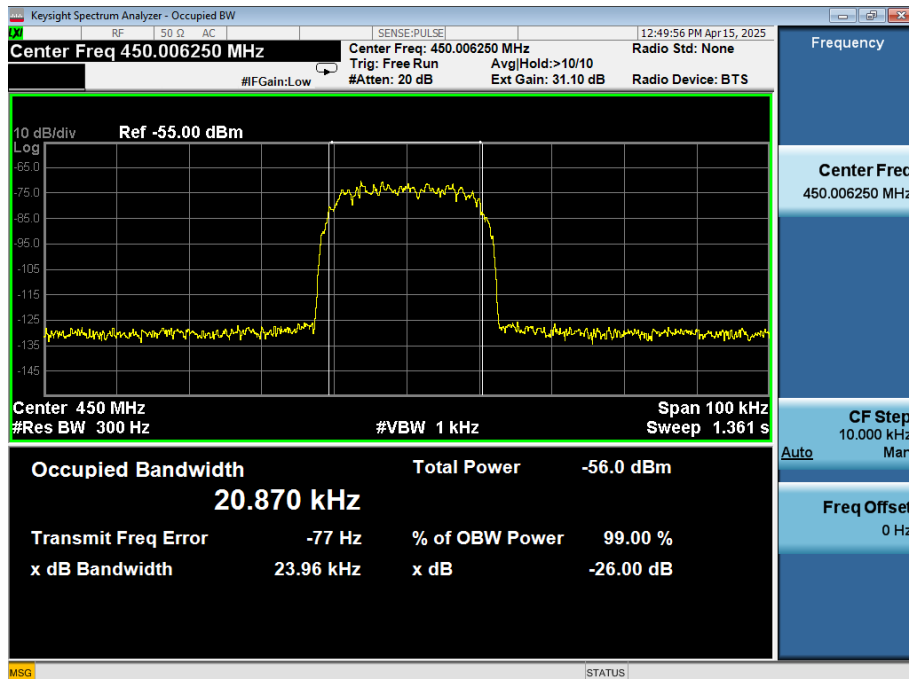 Keysight Spectrum Analyzer - Occupied BW
LXI RF 50 Ω AC SENSE:PULSE 12:49:56 PM Apr 15, 2025
Center Freq 450.006250 MHz
Center Freq: 450.006250 MHz Radio Std: None
Trig: Free Run Avg|Hold:>10/10
#IFGain:Low #Atten: 20 dB Ext Gain: 31.10 dB Radio Device: BTS
10 dB/div Ref -55.00 dBm
Log
-65.0
-75.0
-85.0
-95.0
-105
-115
-125
-135
-145
Center 450 MHz Span 100 kHz
#Res BW 300 Hz #VBW 1 kHz Sweep 1.361 s
Occupied Bandwidth Total Power -56.0 dBm
20.870 kHz
Transmit Freq Error -77 Hz % of OBW Power 99.00 %
x dB Bandwidth 23.96 kHz x dB -26.00 dB
MSG STATUS
Frequency
Center Freq
450.006250 MHz
CF Step
10.000 kHz
Auto Man
Freq Offset
0 Hz